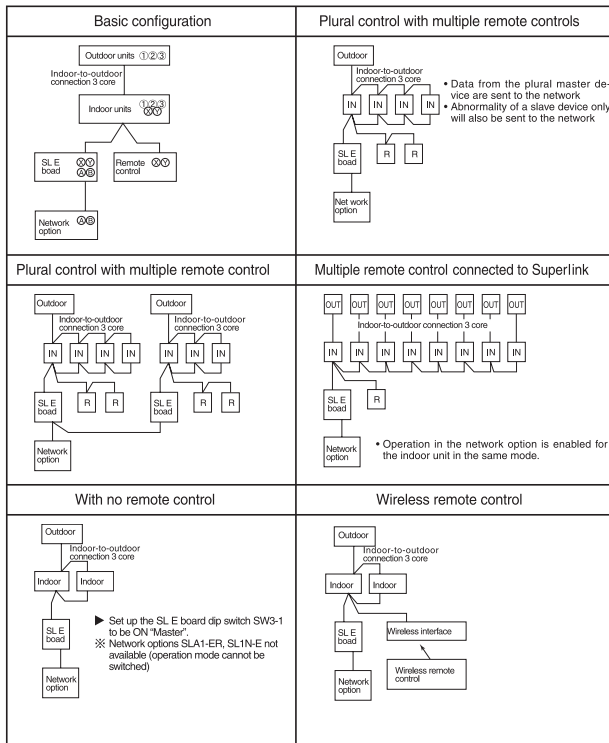 Basic configuration
Outdoor units ①②③
Indoor-to-outdoor
connection 3 core
Indoor units ①②③
ⓍⓎ
SL E ⓍⓎ
boad ⒶⒷ
Remote ⓍⓎ
control
Network ⒶⒷ
option
Plural control with multiple remote controls
Outdoor
Indoor-to-outdoor
connection 3 core
IN IN IN IN
• Data from the plural master de-
vice are sent to the network
• Abnormality of a slave device only
will also be sent to the network
SL E
boad
R R
Net work
option
Plural control with multiple remote control
Outdoor Outdoor
Indoor-to-outdoor Indoor-to-outdoor
connection 3 core connection 3 core
IN IN IN IN IN IN IN IN
SL E
boad
R R
SL E
boad
R R
Network
option
Multiple remote control connected to Superlink
OUT OUT OUT OUT OUT OUT OUT OUT
Indoor-to-outdoor connection 3 core
IN IN IN IN IN IN IN IN
SL E
boad
R
Network
option
• Operation in the network option is enabled for
the indoor unit in the same mode.
With no remote control
Outdoor
Indoor-to-outdoor
connection 3 core
Indoor Indoor
SL E
boad
▶ Set up the SL E board dip switch SW3-1
to be ON "Master".
※ Network options SLA1-ER, SL1N-E not
available (operation mode cannot be
switched)
Network
option
Wireless remote control
Outdoor
Indoor-to-outdoor
connection 3 core
Indoor Indoor
SL E
boad
Wireless interface
Network
option
Wireless remote
control